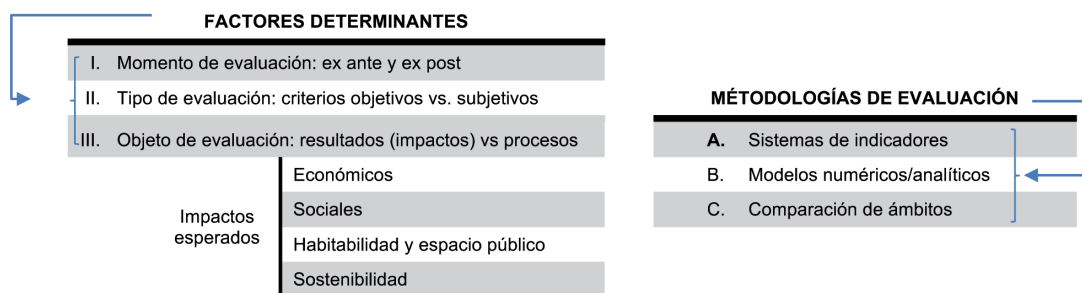 FACTORES DETERMINANTES
I. Momento de evaluación: ex ante y ex post
II. Tipo de evaluación: criterios objetivos vs. subjetivos
III. Objeto de evaluación: resultados (impactos) vs procesos
Impactos esperados
Económicos
Sociales
Habitabilidad y espacio público
Sostenibilidad
MÉTODOLOGÍAS DE EVALUACIÓN
A. Sistemas de indicadores
B. Modelos numéricos/analíticos
C. Comparación de ámbitos